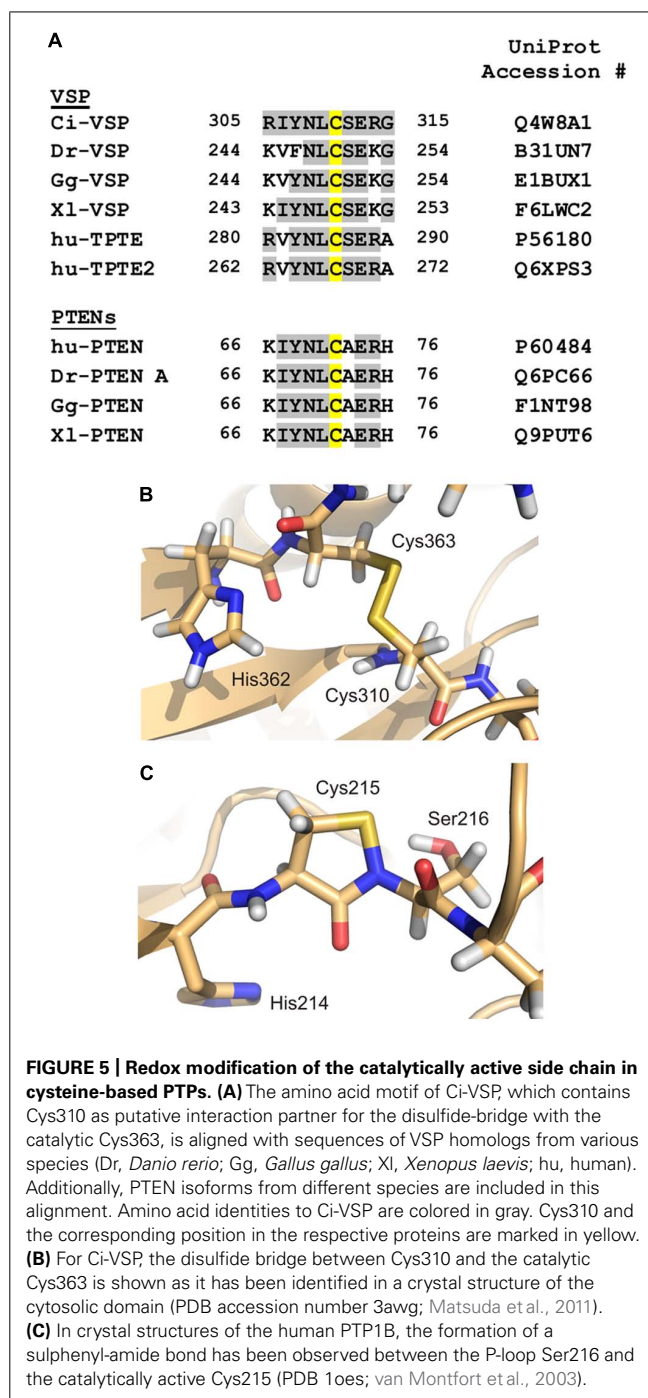 A
UniProt
Accession #
VSP
Ci-VSP 305 RIYNLCSERG 315 Q4W8A1
Dr-VSP 244 KVFNLCSEKG 254 B31UN7
Gg-VSP 244 KVYNLCSEKG 254 E1BUX1
Xl-VSP 243 KIYNLCSEKG 253 F6LWC2
hu-TPTE 280 RVYNLCSERA 290 P56180
hu-TPTE2 262 RVYNLCSERA 272 Q6XPS3
PTENs
hu-PTEN 66 KIYNLCAERH 76 P60484
Dr-PTEN A 66 KIYNLCAERH 76 Q6PC66
Gg-PTEN 66 KIYNLCAERH 76 F1NT98
Xl-PTEN 66 KIYNLCAERH 76 Q9PUT6
B
Cys363
His362
Cys310
C
Cys215
Ser216
His214
FIGURE 5 | Redox modification of the catalytically active side chain in
cysteine-based PTPs. (A) The amino acid motif of Ci-VSP, which contains
Cys310 as putative interaction partner for the disulfide-bridge with the
catalytic Cys363, is aligned with sequences of VSP homologs from various
species (Dr, Danio rerio; Gg, Gallus gallus; Xl, Xenopus laevis; hu, human).
Additionally, PTEN isoforms from different species are included in this
alignment. Amino acid identities to Ci-VSP are colored in gray. Cys310 and
the corresponding position in the respective proteins are marked in yellow.
(B) For Ci-VSP, the disulfide bridge between Cys310 and the catalytic
Cys363 is shown as it has been identified in a crystal structure of the
cytosolic domain (PDB accession number 3awg; Matsuda et al., 2011).
(C) In crystal structures of the human PTP1B, the formation of a
sulphenyl-amide bond has been observed between the P-loop Ser216 and
the catalytically active Cys215 (PDB 1oes; van Montfort et al., 2003).